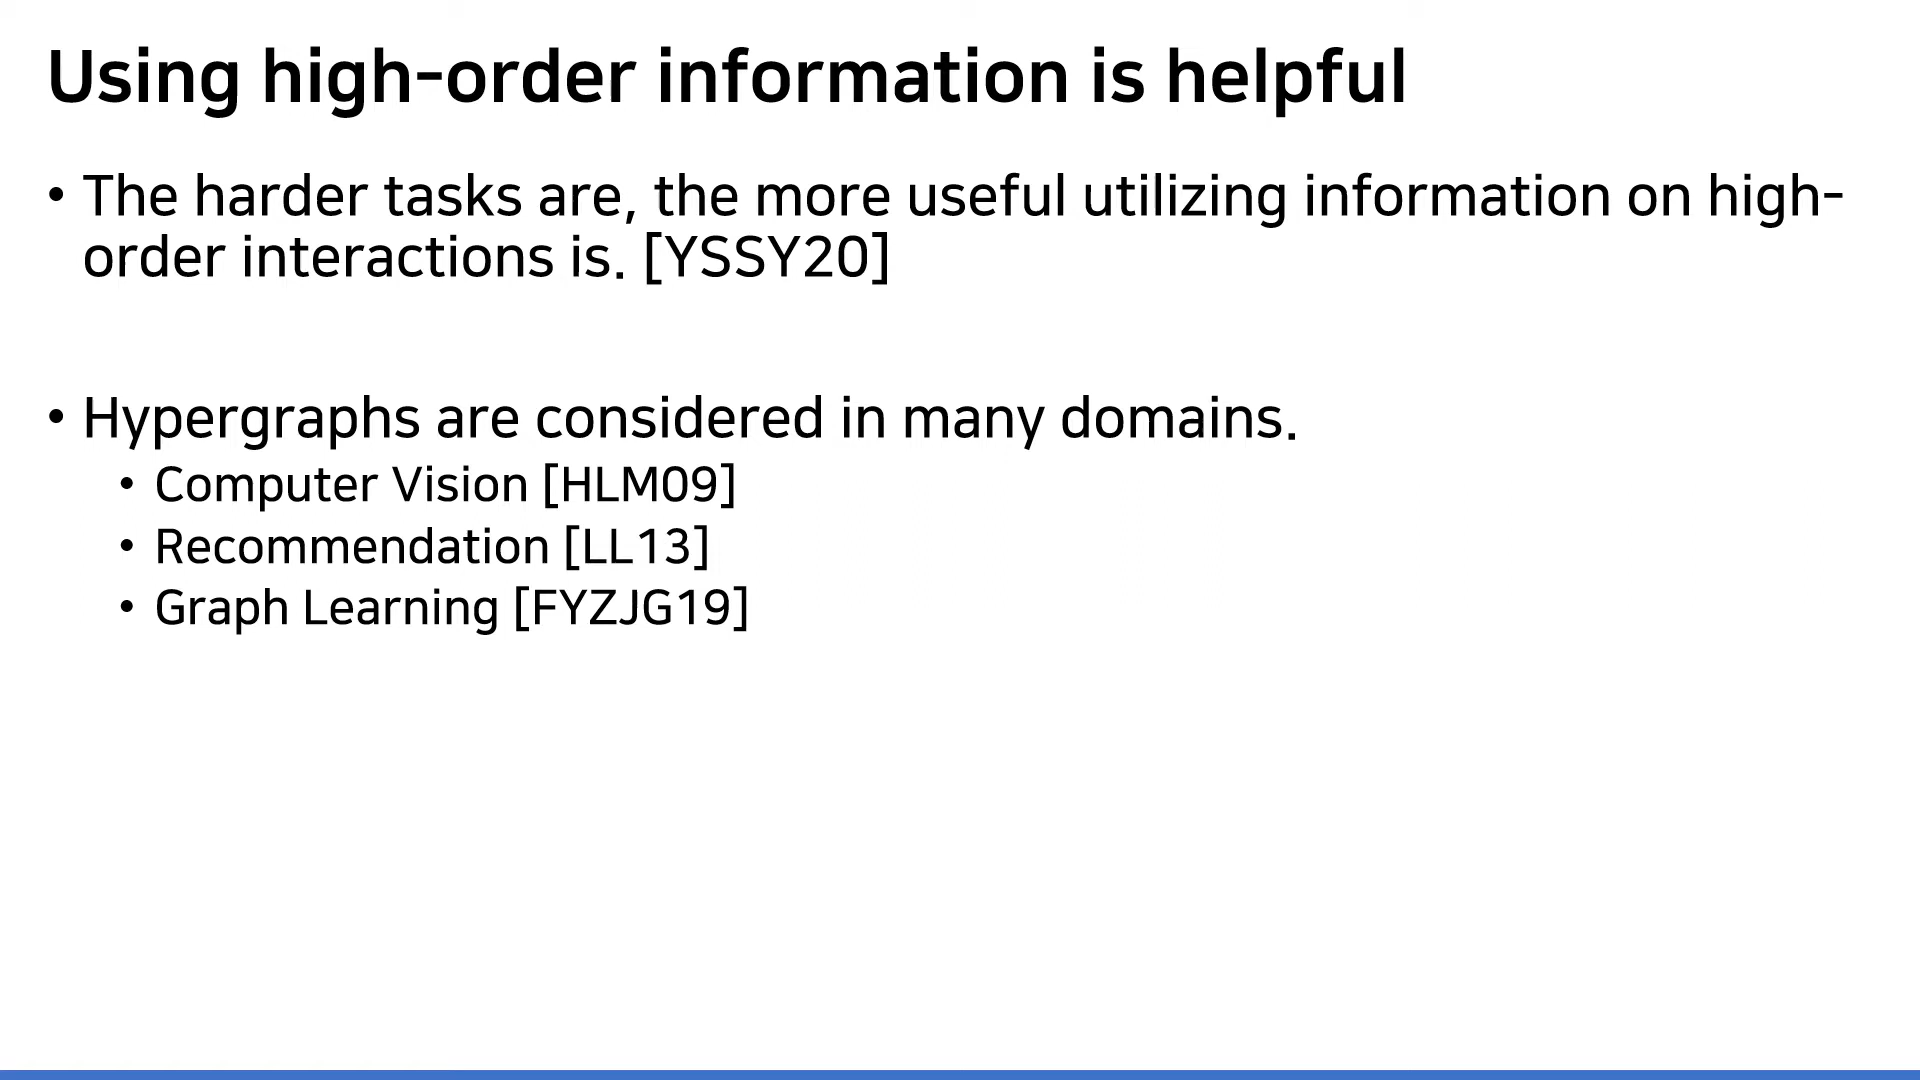 Using high-order information is helpful
• The harder tasks are, the more useful utilizing information on high-
order interactions is. [YSSY20]
• Hypergraphs are considered in many domains.
• Computer Vision [HLM09]
• Recommendation [LL13]
• Graph Learning [FYZJG19]